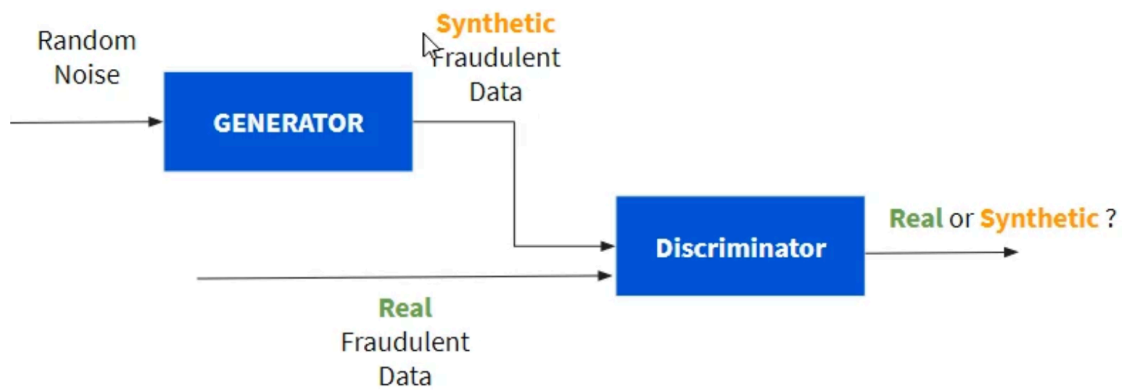 Random
Noise
GENERATOR
Synthetic
Fraudulent
Data
Real
Fraudulent
Data
Discriminator
Real or Synthetic ?